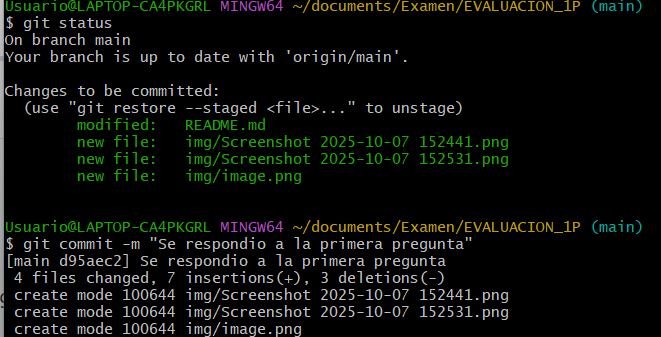 Usuario@LAPTOP-CA4PKGRL MINGW64 ~/documents/Examen/EVALUACION_1P (main)
$ git status
On branch main
Your branch is up to date with 'origin/main'.

Changes to be committed:
  (use "git restore --staged <file>..." to unstage)
        modified:   README.md
        new file:   img/Screenshot 2025-10-07 152441.png
        new file:   img/Screenshot 2025-10-07 152531.png
        new file:   img/image.png

Usuario@LAPTOP-CA4PKGRL MINGW64 ~/documents/Examen/EVALUACION_1P (main)
$ git commit -m "Se respondio a la primera pregunta"
[main d95aec2] Se respondio a la primera pregunta
 4 files changed, 7 insertions(+), 3 deletions(-)
 create mode 100644 img/Screenshot 2025-10-07 152441.png
 create mode 100644 img/Screenshot 2025-10-07 152531.png
 create mode 100644 img/image.png